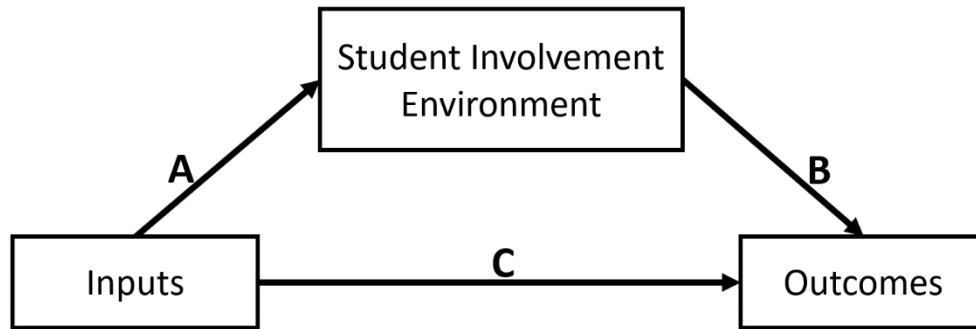 Student Involvement
Environment
A
B
Inputs
C
Outcomes